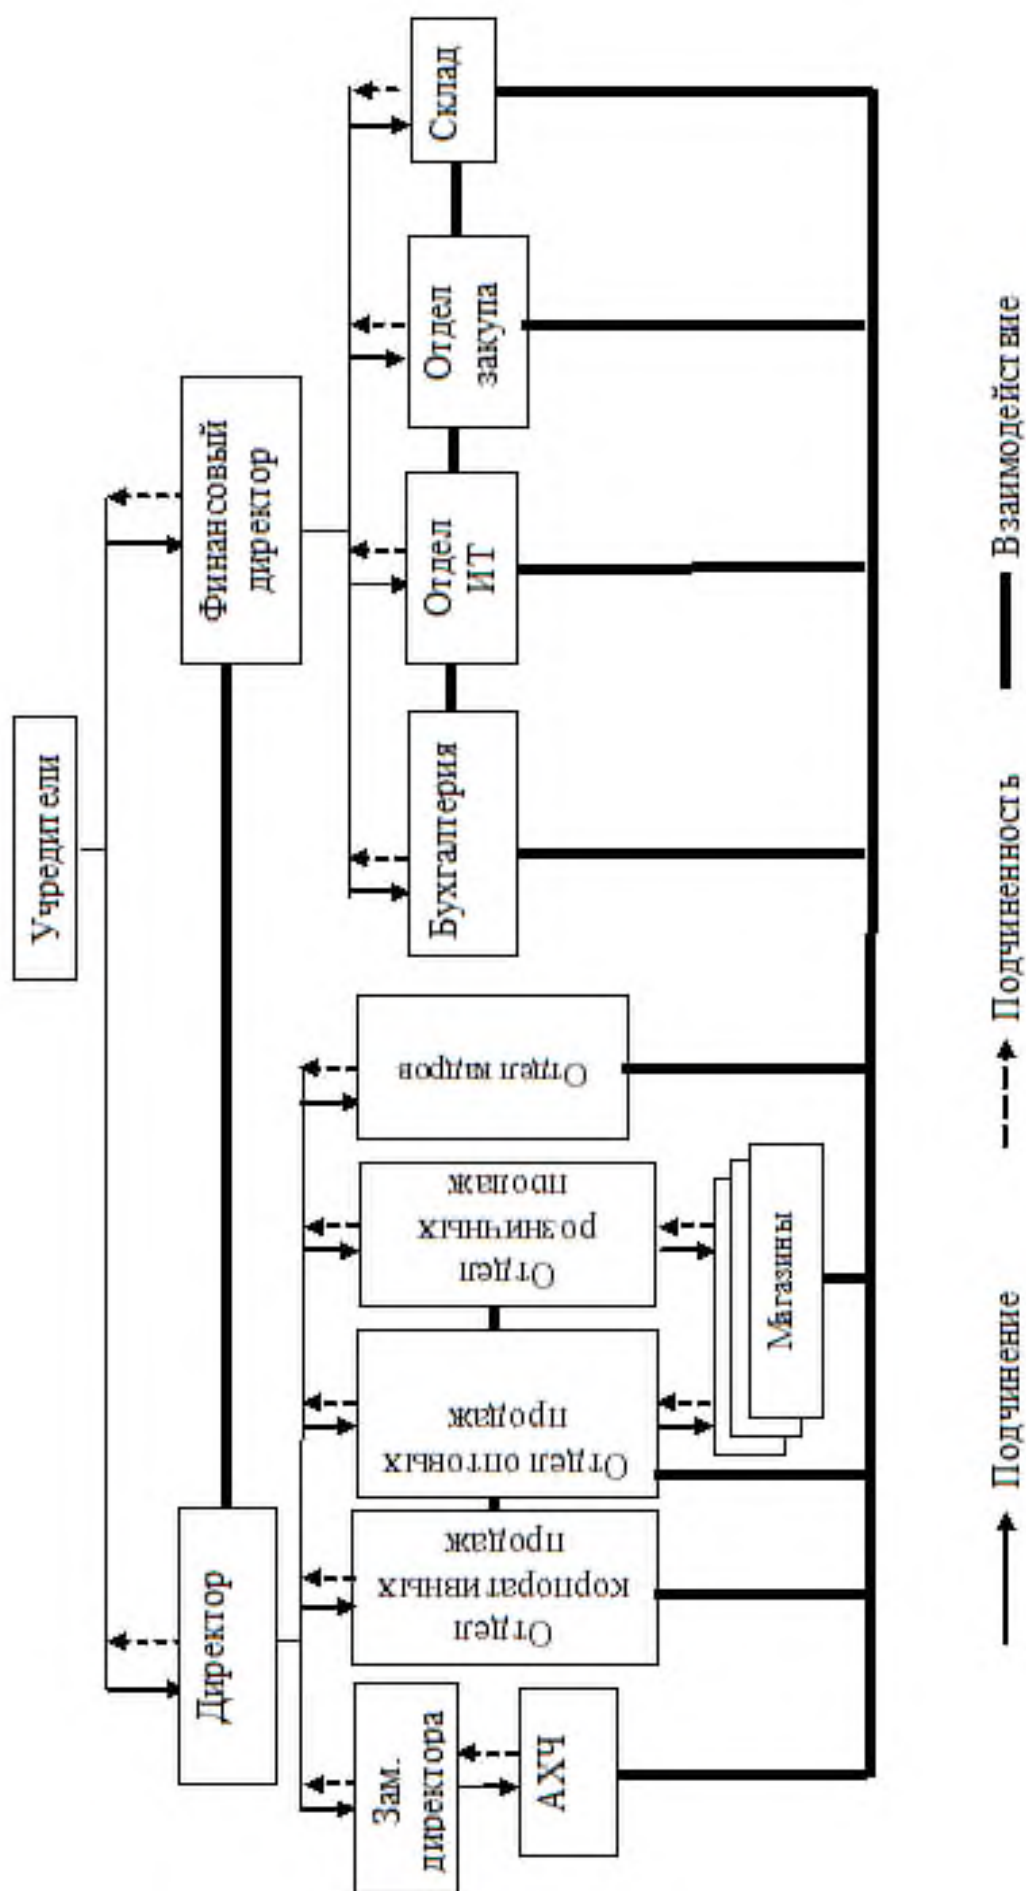 Учредители
Директор
Финансовый
директор
Зам.
директора
Отдел
корпоративных
продаж
Отдел оптовых
продаж
Отдел
розничных
продаж
Отдел кадров
Бухгалтерия
Отдел
ИТ
Отдел
закупа
Склад
АХЧ
Магазины
Подчинение
Подчиненность
Взаимодействие